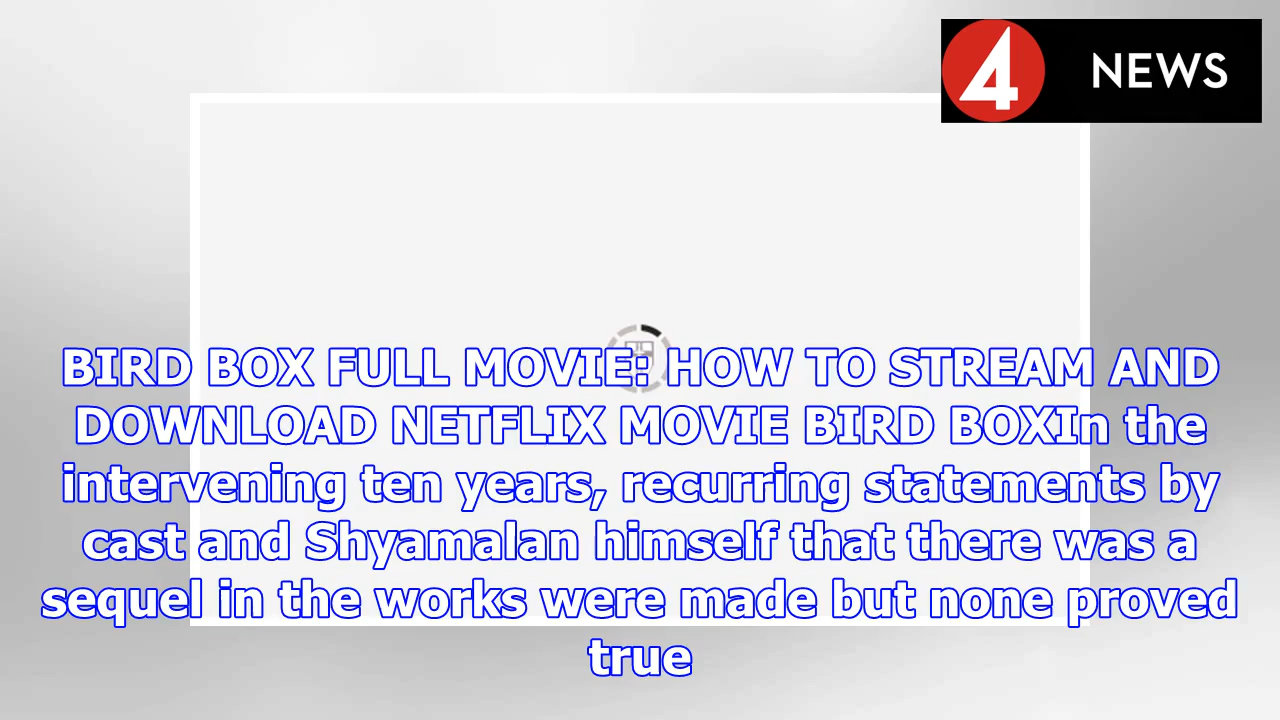 4 NEWS
BIRD BOX FULL MOVIE: HOW TO STREAM AND
DOWNLOAD NETFLIX MOVIE BIRD BOXIn the
intervening ten years, recurring statements by
cast and Shyamalan himself that there was a
sequel in the works were made but none proved
true